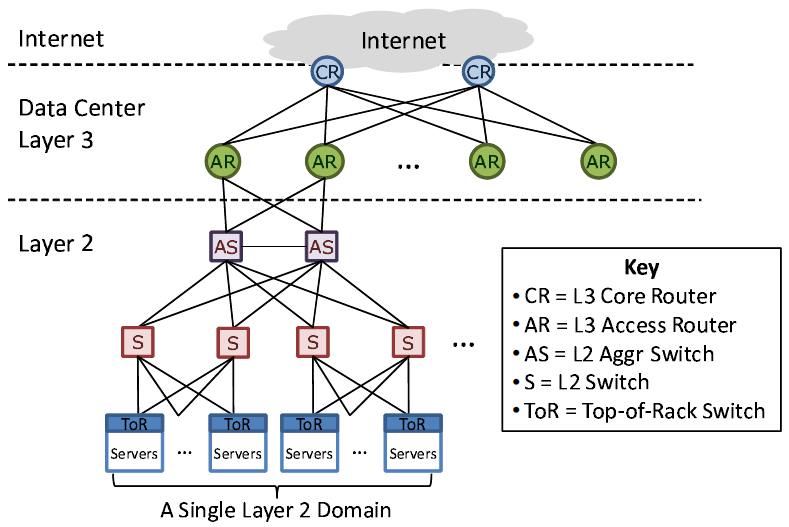 Internet
Internet
CR CR
Data Center
Layer 3
AR AR ... AR AR
Layer 2
AS AS
Key
• CR = L3 Core Router
• AR = L3 Access Router
• AS = L2 Aggr Switch
• S = L2 Switch
• ToR = Top-of-Rack Switch
S S S S ...
ToR ToR ToR ToR
Servers ... Servers Servers ... Servers
A Single Layer 2 Domain